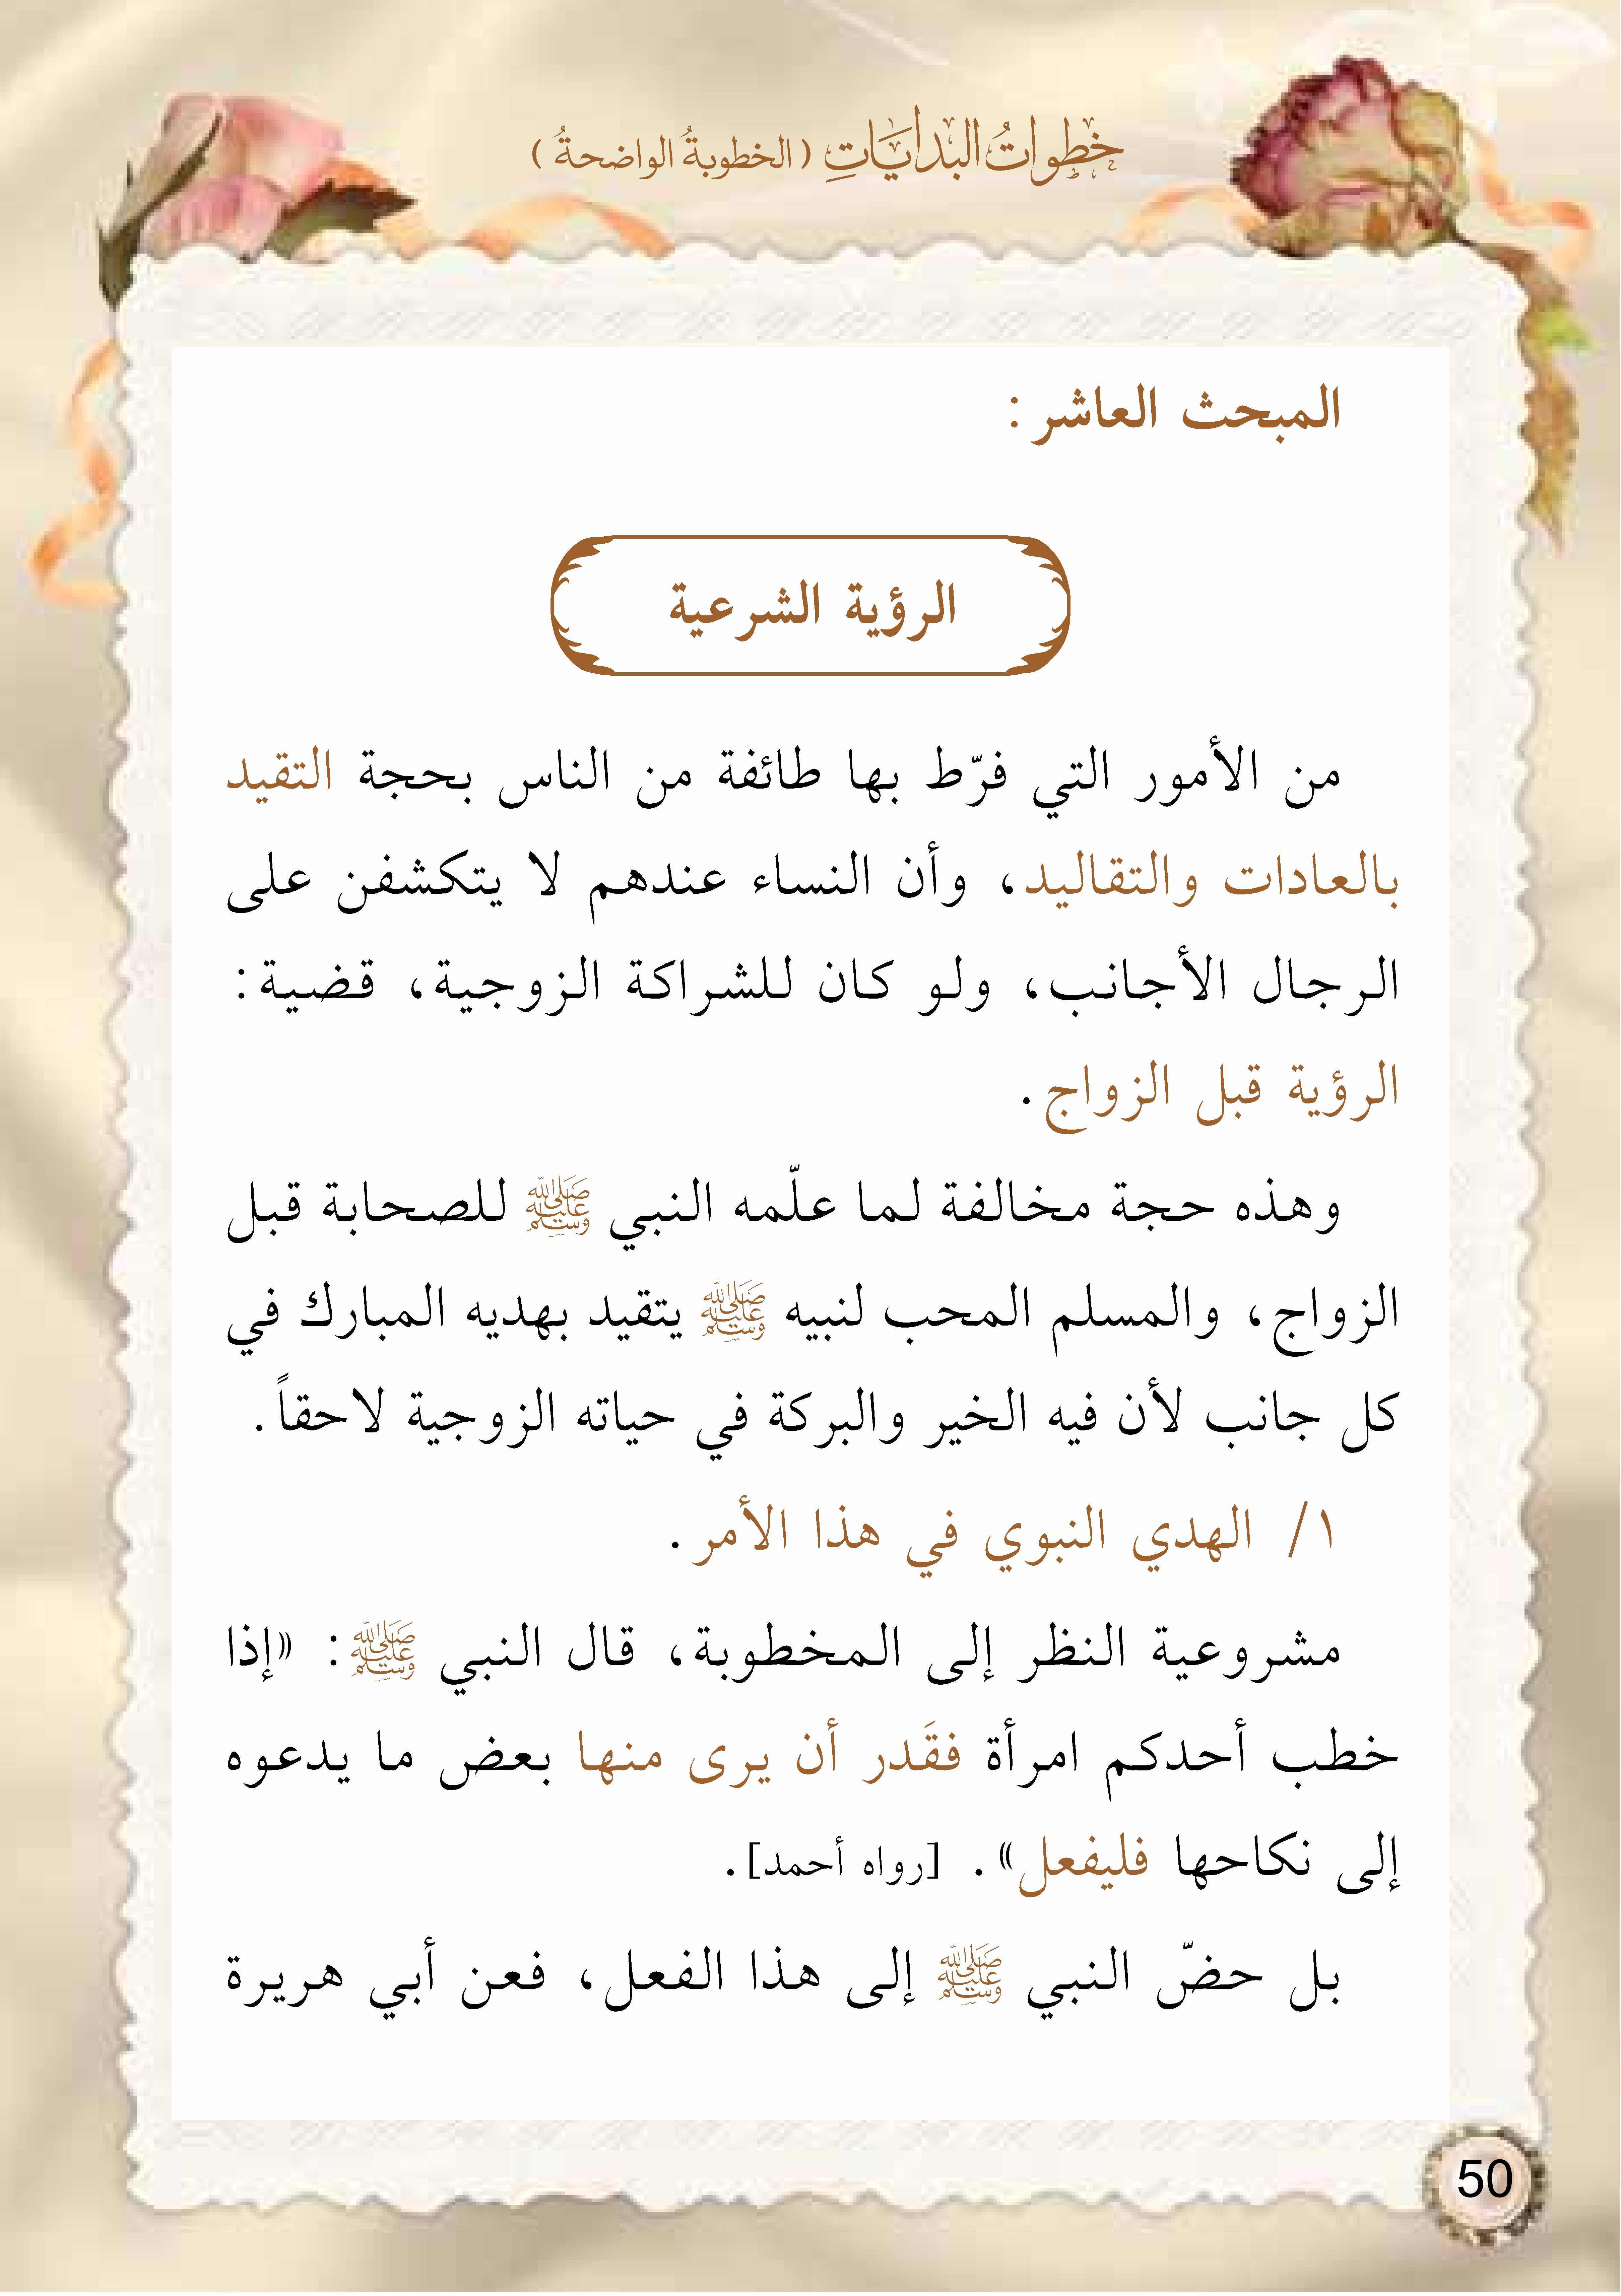 خطوات البدايَات (الخطوبةُ الواضحةُ)
المبحث العاشر :
الرؤية الشرعية
من الأمور التي فرّط بها طائفة من الناس بحجة التقيد
بالعادات والتقاليد، وأن النساء عندهم لا يتكشفن على
الرجال الأجانب، ولو كان للشراكة الزوجية، قضية:
الرؤية قبل الزواج.
وهذه حجة مخالفة لما علّمه النبي ﷺ للصحابة قبل
الزواج، والمسلم المحب لنبيه ﷺ يتقيد بهديه المبارك في
كل جانب لأن فيه الخير والبركة في حياته الزوجية لاحقاً.
١/ الهدي النبوي في هذا الأمر.
مشروعية النظر إلى المخطوبة، قال النبي ﷺ: «إذا
خطب أحدكم امرأة فقَدر أن يرى منها بعض ما يدعوه
إلى نكاحها فليفعل». [رواه أحمد].
بل حضّ النبي ﷺ إلى هذا الفعل، فعن أبي هريرة
50